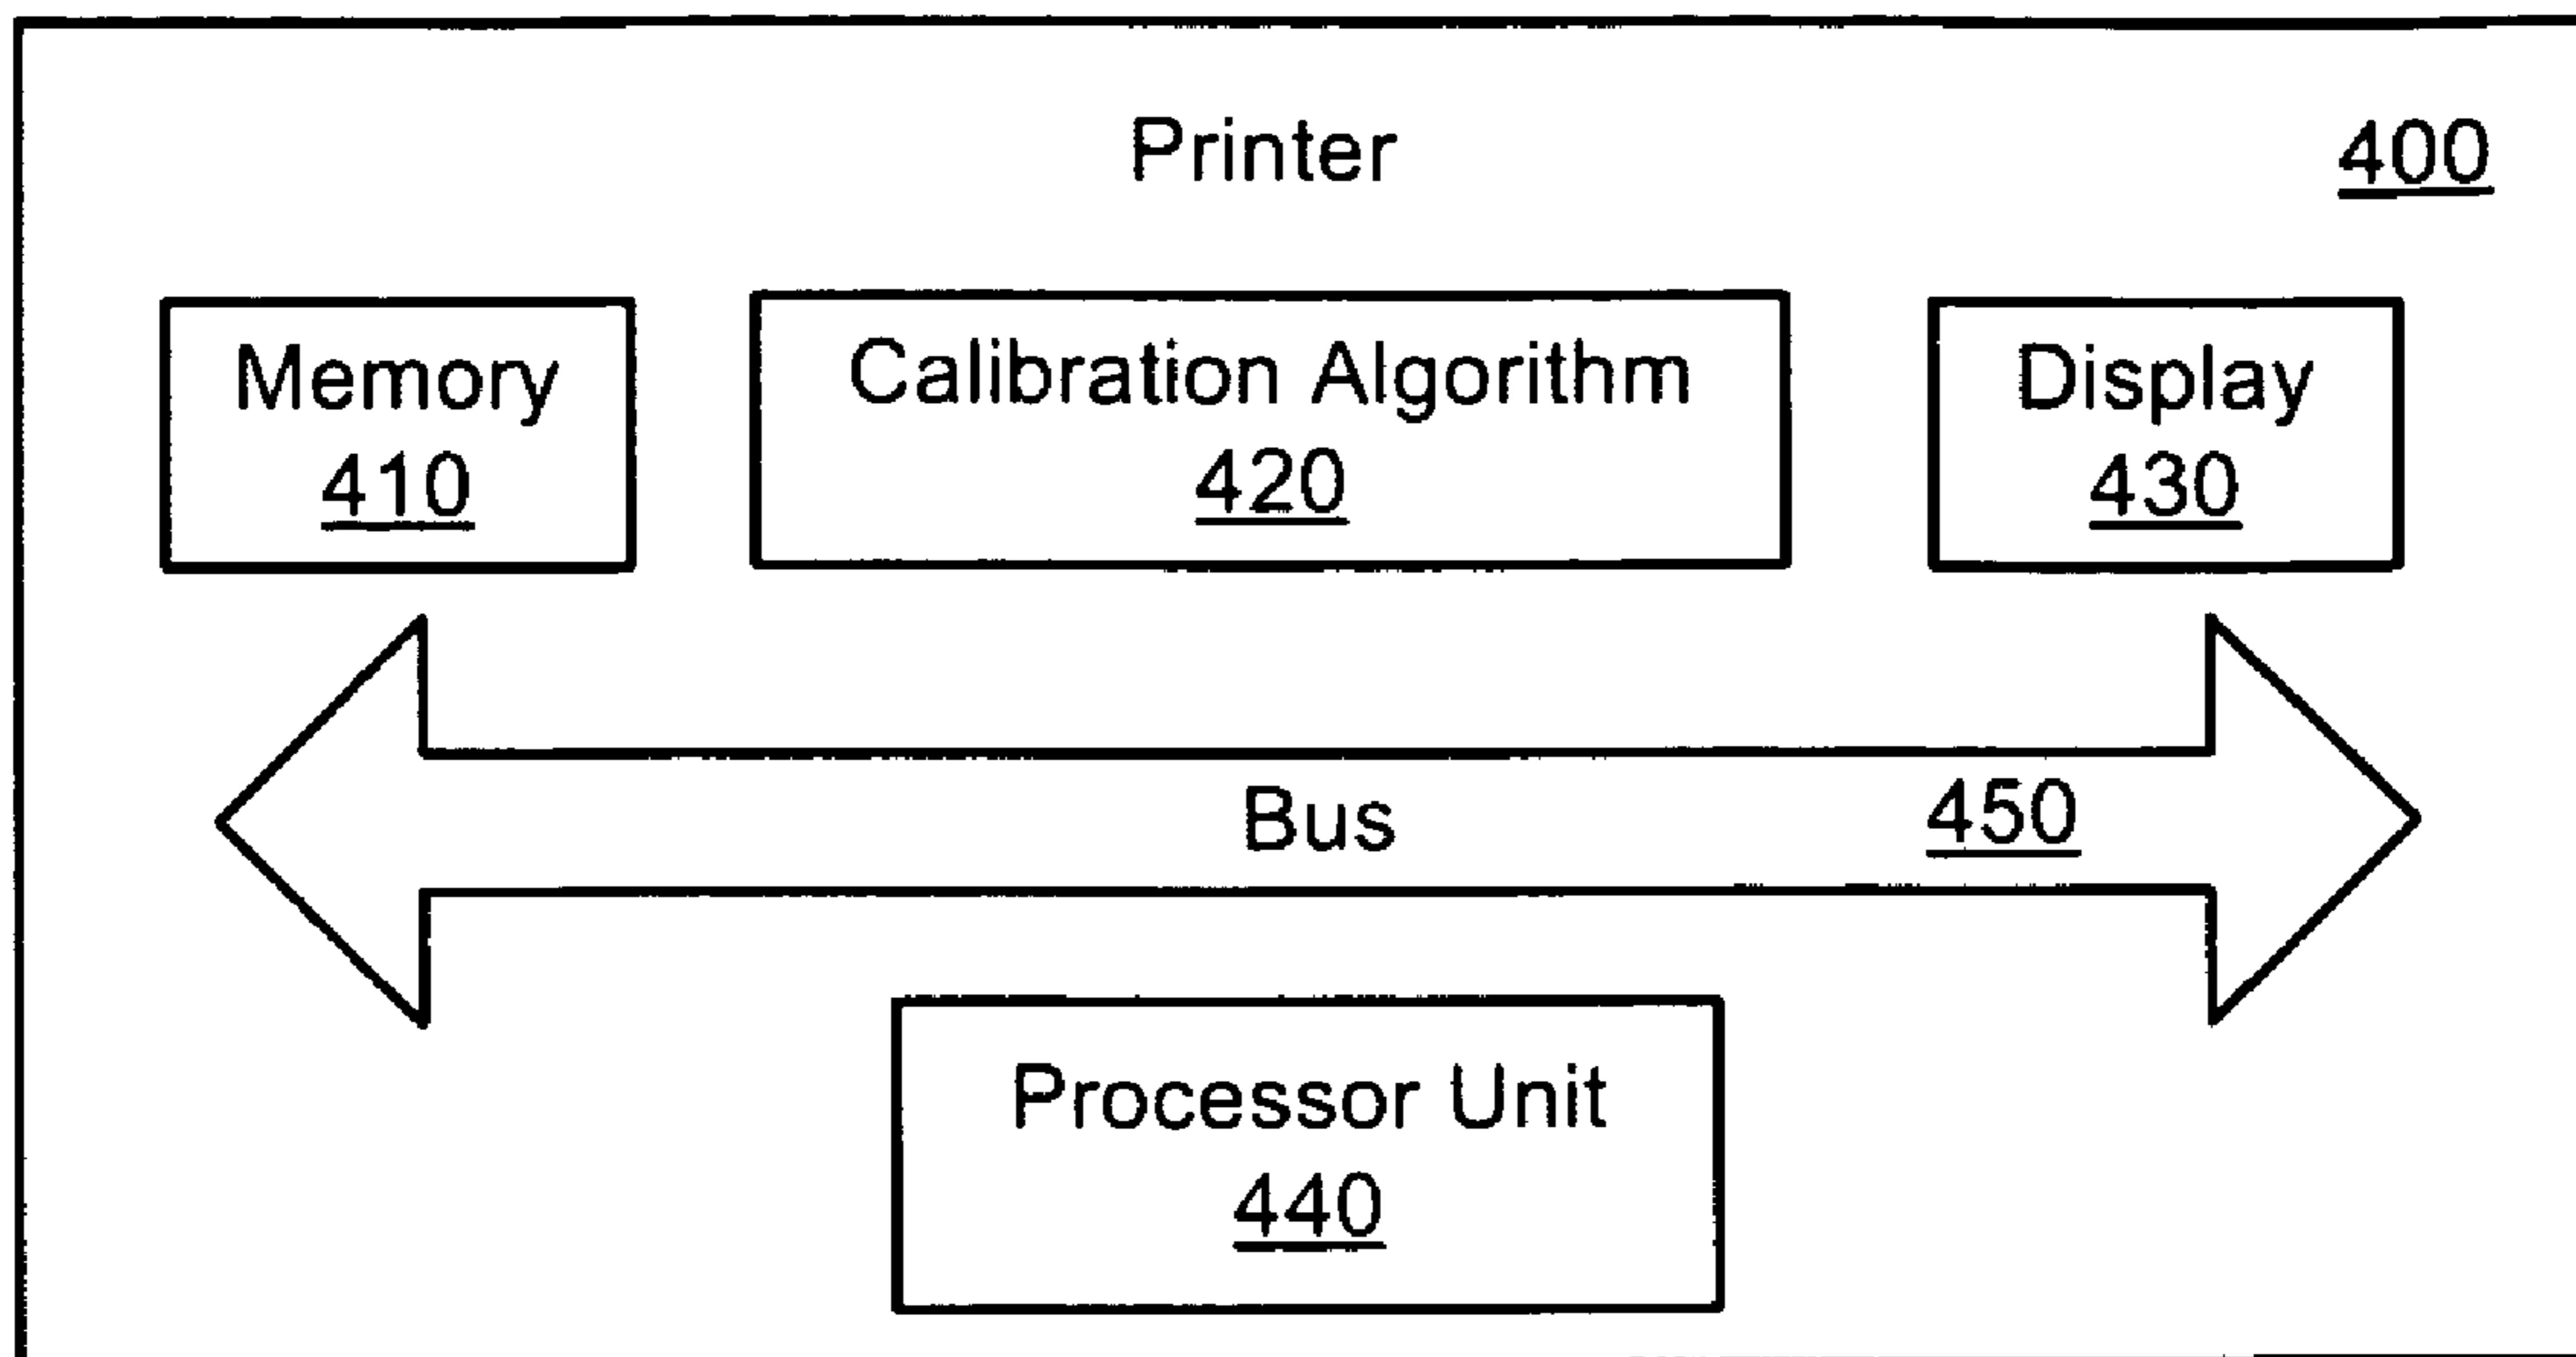 Printer 400
Memory Calibration Algorithm Display
410 420 430
Bus 450
Processor Unit
440